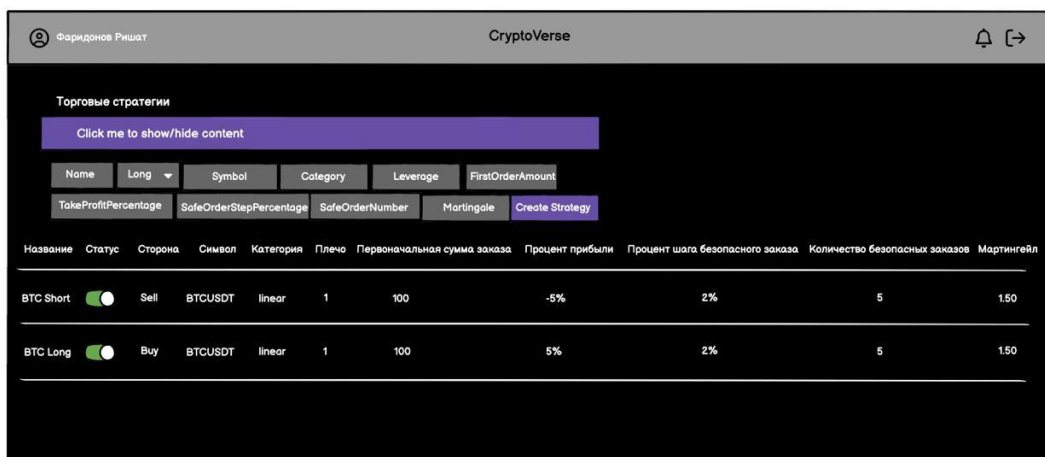 Фаридонов Ришат CryptoVerse
Торговые стратегии
Click me to show/hide content
Name Long Symbol Category Leverage FirstOrderAmount
TakeProfitPercentage SafeOrderStepPercentage SafeOrderNumber Martingale Create Strategy
Название Статус Сторона Символ Категория Плечо Первоначальная сумма заказа Процент прибыли Процент шага безопасного заказа Количество безопасных заказов Мартингейл
BTC Short Sell BTCUSDT linear 1 100 -5% 2% 5 1.50
BTC Long Buy BTCUSDT linear 1 100 5% 2% 5 1.50